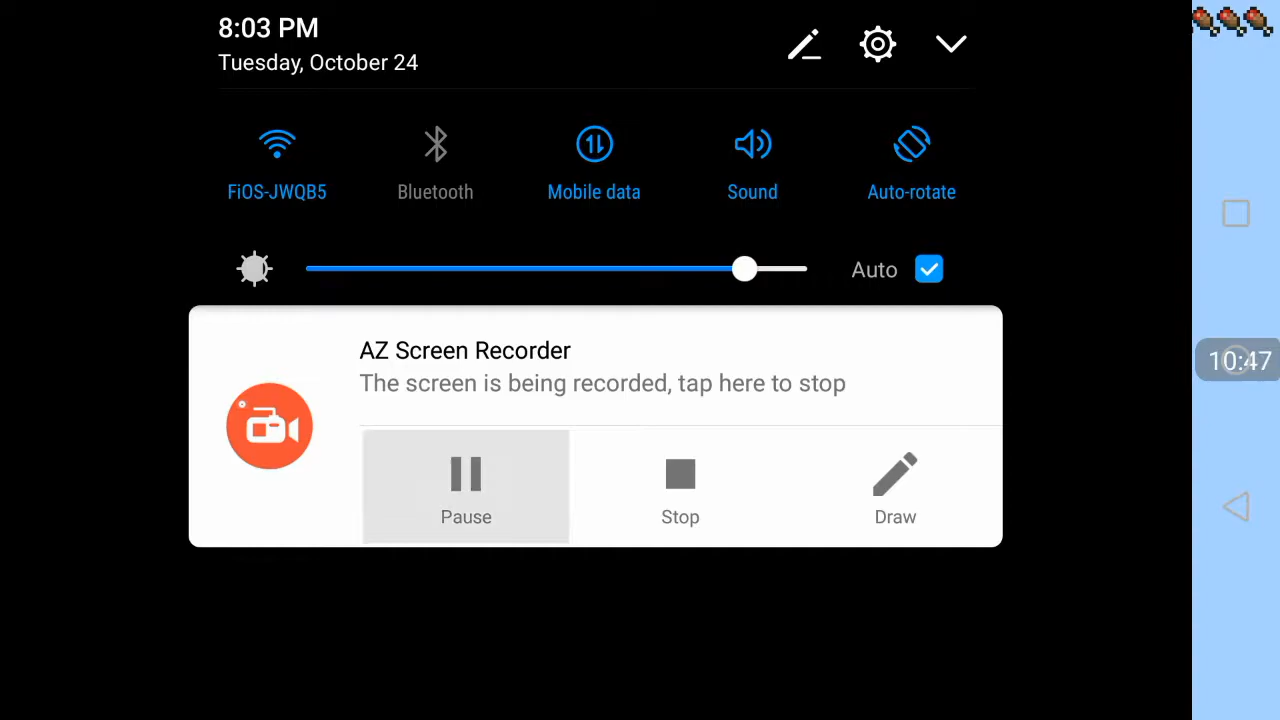 8:03 PM
Tuesday, October 24
FiOS-JWQB5
Bluetooth
Mobile data
Sound
Auto-rotate
Auto
AZ Screen Recorder
The screen is being recorded, tap here to stop
10:47
Pause
Stop
Draw